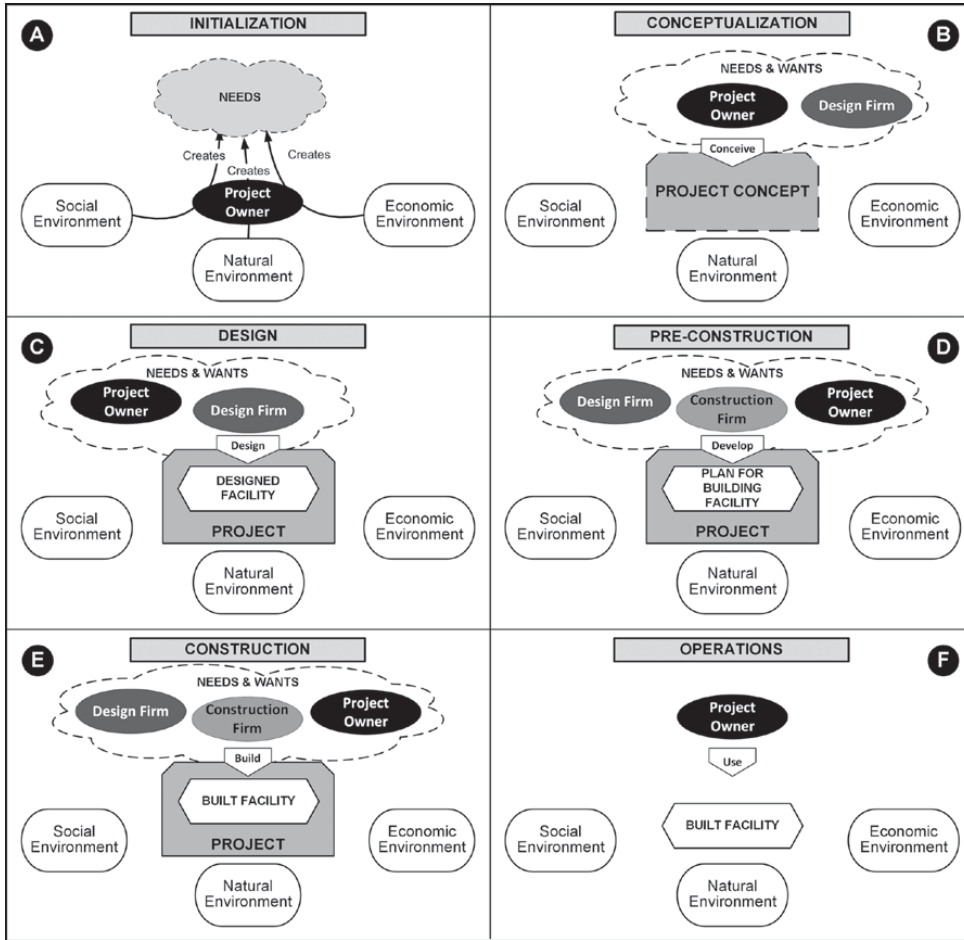 A
INITIALIZATION
NEEDS
Creates
Creates
Creates
Project
Owner
Social
Environment
Economic
Environment
Natural
Environment
CONCEPTUALIZATION
B
NEEDS & WANTS
Project
Owner
Design Firm
Conceive
PROJECT CONCEPT
Social
Environment
Economic
Environment
Natural
Environment
C
DESIGN
NEEDS & WANTS
Project
Owner
Design Firm
Design
DESIGNED
FACILITY
PROJECT
Social
Environment
Economic
Environment
Natural
Environment
PRE-CONSTRUCTION
D
NEEDS & WANTS
Design Firm
Construction
Firm
Project
Owner
Develop
PLAN FOR
BUILDING
FACILITY
PROJECT
Social
Environment
Economic
Environment
Natural
Environment
E
CONSTRUCTION
NEEDS & WANTS
Design Firm
Construction
Firm
Project
Owner
Build
BUILT FACILITY
PROJECT
Social
Environment
Economic
Environment
Natural
Environment
OPERATIONS
F
Project
Owner
Use
BUILT FACILITY
Social
Environment
Economic
Environment
Natural
Environment